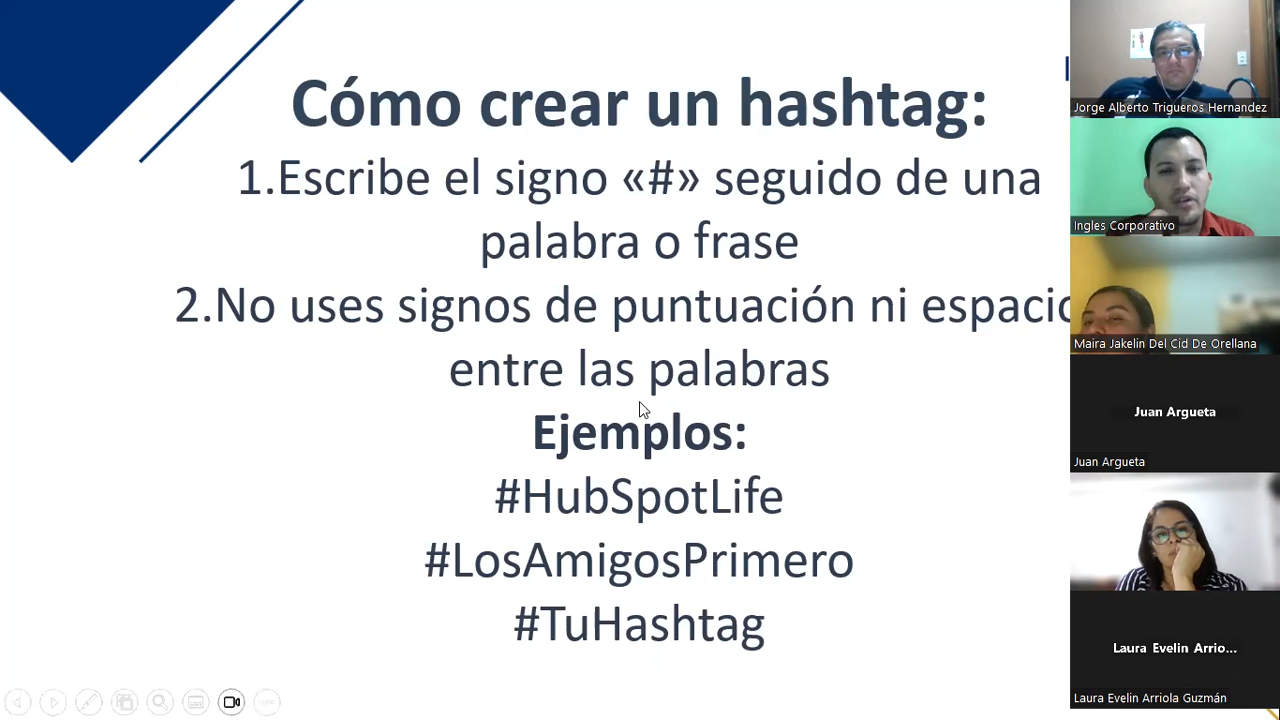 Cómo crear un hashtag:
1.Escribe el signo «#» seguido de una
palabra o frase
2.No uses signos de puntuación ni espacio
entre las palabras
Ejemplos:
#HubSpotLife
#LosAmigosPrimero
#TuHashtag
Jorge Alberto Trigueros Hernandez
Ingles Corporativo
Maira Jakelin Del Cid De Orellana
Juan Argueta
Juan Argueta
Laura Evelin Arrio...
Laura Evelin Arriola Guzmán